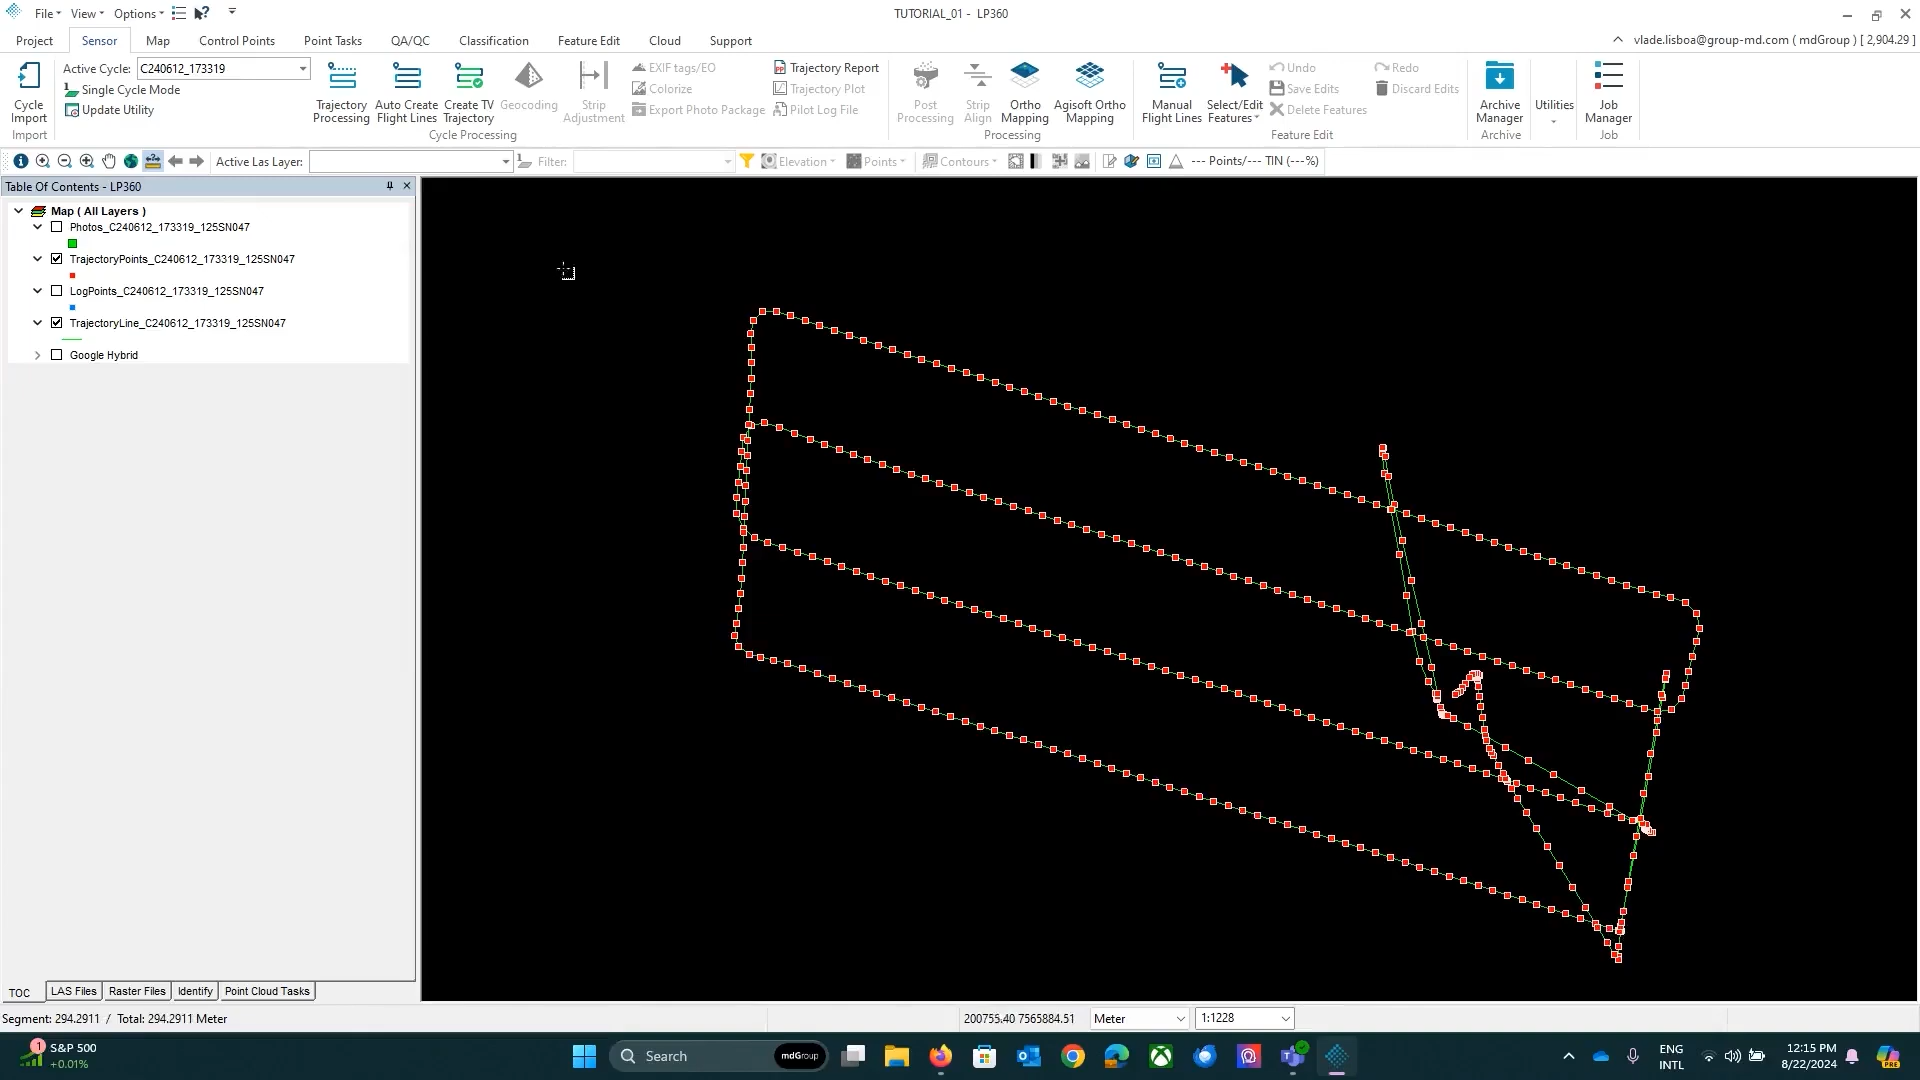 File View Options TUTORIAL_01 - LP360
Project Sensor Map Control Points Point Tasks QA/QC Classification Feature Edit Cloud Support vlade.lisboa@group-md.com ( mdGroup ) [ 2,904.29 ]
Active Cycle: C240612_173319
Single Cycle Mode
Update Utility
Cycle Import
Import
Trajectory Processing
Auto Create Flight Lines
Create TV Trajectory
Geocoding
Strip Adjustment
EXIF tags/EO
Colorize
Export Photo Package
Trajectory Report
Trajectory Plot
Pilot Log File
Cycle Processing
Post Processing
Strip Align
Ortho Mapping
Agisoft Ortho Mapping
Processing
Manual Flight Lines
Select/Edit Features
Undo
Save Edits
Delete Features
Redo
Discard Edits
Feature Edit
Archive Manager
Archive
Utilities
Job Manager
Job
Active Las Layer: Filter: Elevation Points Contours --- Points/--- TIN (---%)
Table Of Contents - LP360
Map ( All Layers )
Photos_C240612_173319_125SN047
TrajectoryPoints_C240612_173319_125SN047
LogPoints_C240612_173319_125SN047
TrajectoryLine_C240612_173319_125SN047
Google Hybrid
TOC LAS Files Raster Files Identify Point Cloud Tasks
Segment: 294.2911 / Total: 294.2911 Meter 200755.40 7565884.51 Meter 1:1228
1
S&P 500
+0.01%
Search mdGroup
ENG
INTL
12:15 PM
8/22/2024
PRE